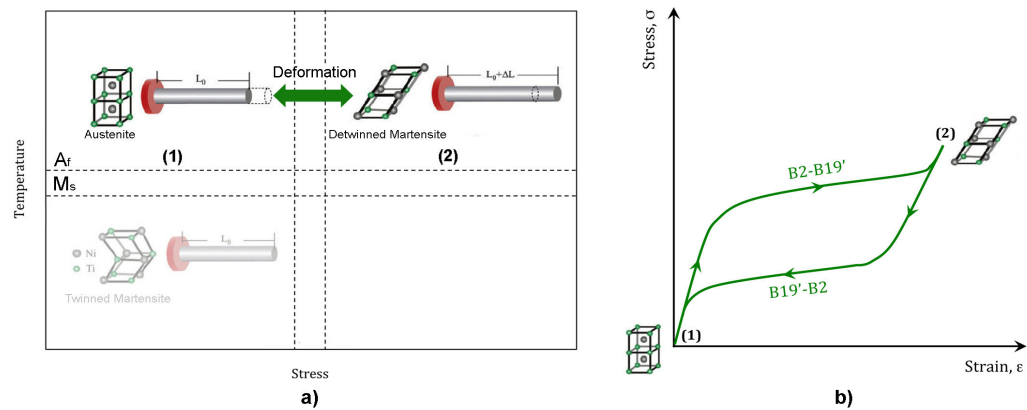 L₀
Deformation
L₀+ΔL
Austenite
Detwinned Martensite
(1)
(2)
Af
Ms
Temperature
L₀
Ni
Ti
Twinned Martensite
Stress
a)
Stress, σ
(2)
B2-B19'
B19'-B2
(1)
Strain, ε
b)